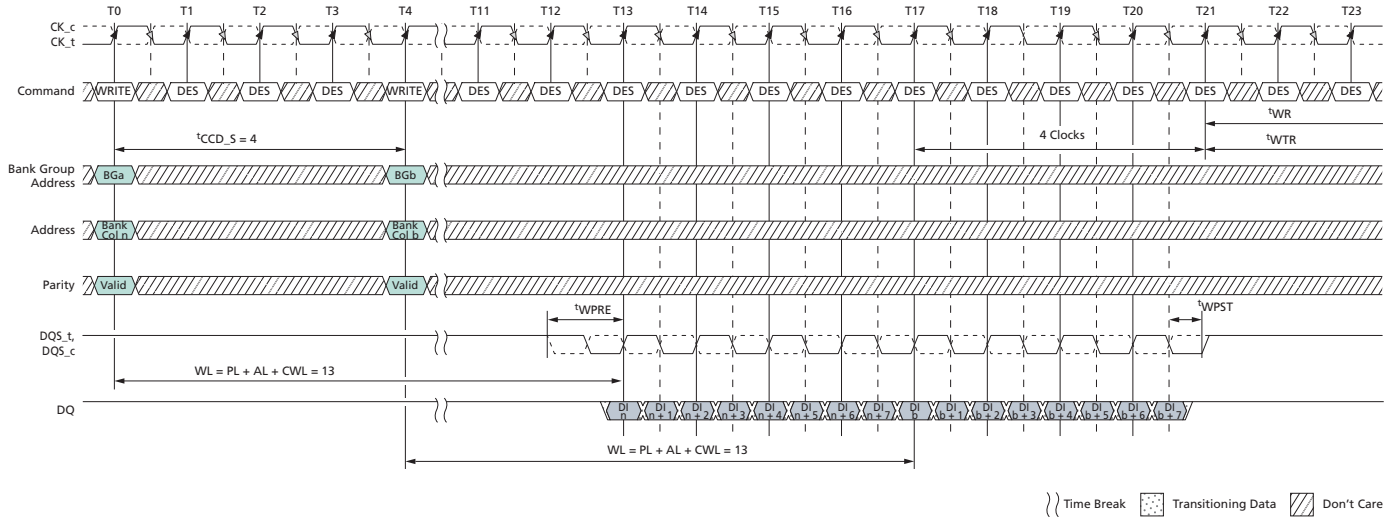 T0 T1 T2 T3 T4 T11 T12 T13 T14 T15 T16 T17 T18 T19 T20 T21 T22 T23
CK_c
CK_t
Command WRITE DES DES DES WRITE DES DES DES DES DES DES DES DES DES DES DES DES DES
tWR
tCCD_S = 4
4 Clocks
tWTR
Bank Group
Address
BGa BGb
Address
Bank
Col n
Bank
Col b
Parity Valid Valid
tWPRE
tWPST
DQS_t,
DQS_c
WL = PL + AL + CWL = 13
DQ
DI
n
DI
n + 1
DI
n + 2
DI
n + 3
DI
n + 4
DI
n + 5
DI
n + 6
DI
n + 7
DI
b
DI
b + 1
DI
b + 2
DI
b + 3
DI
b + 4
DI
b + 5
DI
b + 6
DI
b + 7
WL = PL + AL + CWL = 13
Time Break Transitioning Data Don't Care